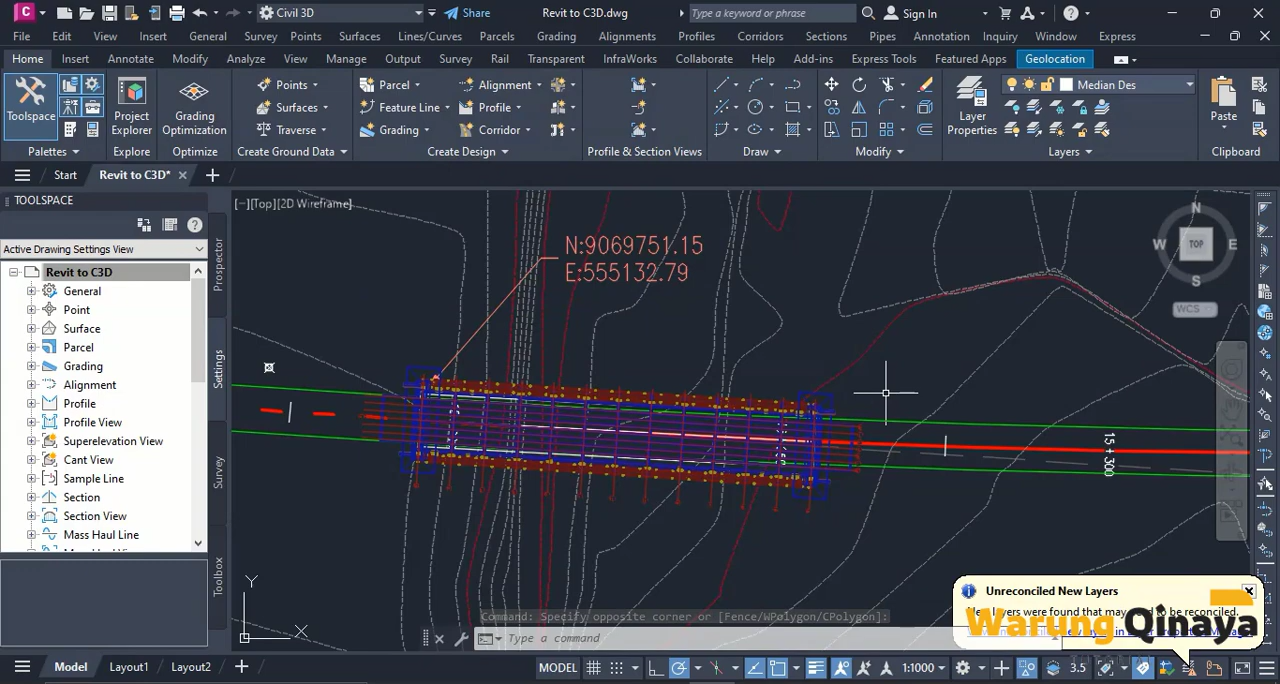 C
Civil 3D
Share
Revit to C3D.dwg
Type a keyword or phrase
Sign In
File Edit View Insert General Survey Points Surfaces Lines/Curves Parcels Grading Alignments Profiles Corridors Sections Pipes Annotation Inquiry Window Express
Home Insert Annotate Modify Analyze View Manage Output Survey Rail Transparent InfraWorks Collaborate Help Add-ins Express Tools Featured Apps Geolocation
Toolspace
Project Explorer
Grading Optimization
Points
Surfaces
Traverse
Parcel
Feature Line
Grading
Alignment
Profile
Corridor
Layer Properties
Median Des
Paste
Palettes Explore Optimize Create Ground Data Create Design Profile & Section Views Draw Modify Layers Clipboard
Start Revit to C3D*
TOOLSPACE
Active Drawing Settings View
Revit to C3D
General
Point
Surface
Parcel
Grading
Alignment
Profile
Profile View
Superelevation View
Cant View
Sample Line
Section
Section View
Mass Haul Line
Prospector
Settings
Survey
Toolbox
[−][Top][2D Wireframe]
N:9069751.15
E:555132.79
15+300
N
W TOP E
S
WCS
Y
X
Unreconciled New Layers
Warung Qinaya
Command: Specify opposite corner or [Fence/WPolygon/CPolygon]:
Type a command
Model Layout1 Layout2
MODEL
1:1000
3.5